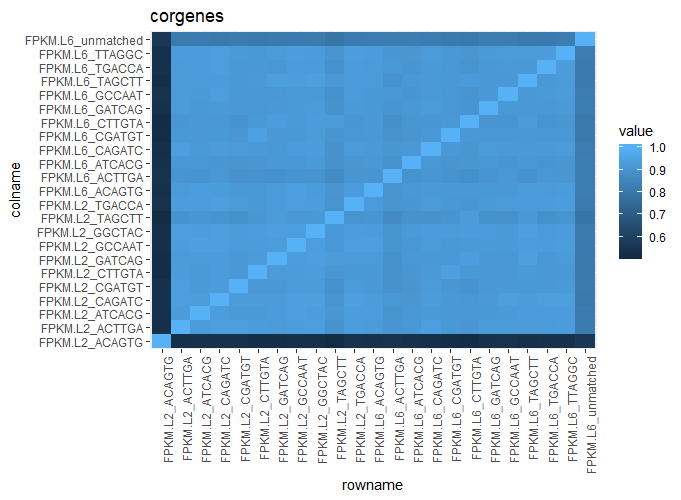 corgenes
colname
FPKM.L6_unmatched
FPKM.L6_TTAGGC
FPKM.L6_TGACCA
FPKM.L6_TAGCTT
FPKM.L6_GCCAAT
FPKM.L6_GATCAG
FPKM.L6_CTTGTA
FPKM.L6_CGATGT
FPKM.L6_CAGATC
FPKM.L6_ATCACG
FPKM.L6_ACTTGA
FPKM.L6_ACAGTG
FPKM.L2_TGACCA
FPKM.L2_TAGCTT
FPKM.L2_GGCTAC
FPKM.L2_GCCAAT
FPKM.L2_GATCAG
FPKM.L2_CTTGTA
FPKM.L2_CGATGT
FPKM.L2_CAGATC
FPKM.L2_ATCACG
FPKM.L2_ACTTGA
FPKM.L2_ACAGTG
FPKM.L2_ACAGTG
FPKM.L2_ACTTGA
FPKM.L2_ATCACG
FPKM.L2_CAGATC
FPKM.L2_CGATGT
FPKM.L2_CTTGTA
FPKM.L2_GATCAG
FPKM.L2_GCCAAT
FPKM.L2_GGCTAC
FPKM.L2_TAGCTT
FPKM.L2_TGACCA
FPKM.L6_ACAGTG
FPKM.L6_ACTTGA
FPKM.L6_ATCACG
FPKM.L6_CAGATC
FPKM.L6_CGATGT
FPKM.L6_CTTGTA
FPKM.L6_GATCAG
FPKM.L6_GCCAAT
FPKM.L6_TAGCTT
FPKM.L6_TGACCA
FPKM.L6_TTAGGC
FPKM.L6_unmatched
rowname
value
1.0
0.9
0.8
0.7
0.6